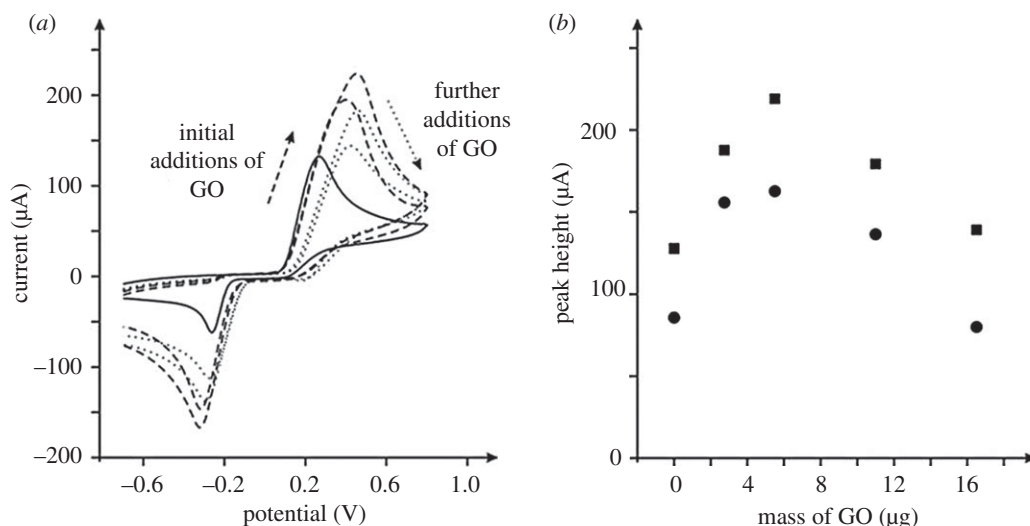 (a)
200
100
0
–100
–200
current (µA)
initial
additions of
GO
further
additions
of GO
–0.6
–0.2
0.2
0.6
1.0
potential (V)
(b)
200
100
0
peak height (µA)
0
4
8
12
16
mass of GO (µg)